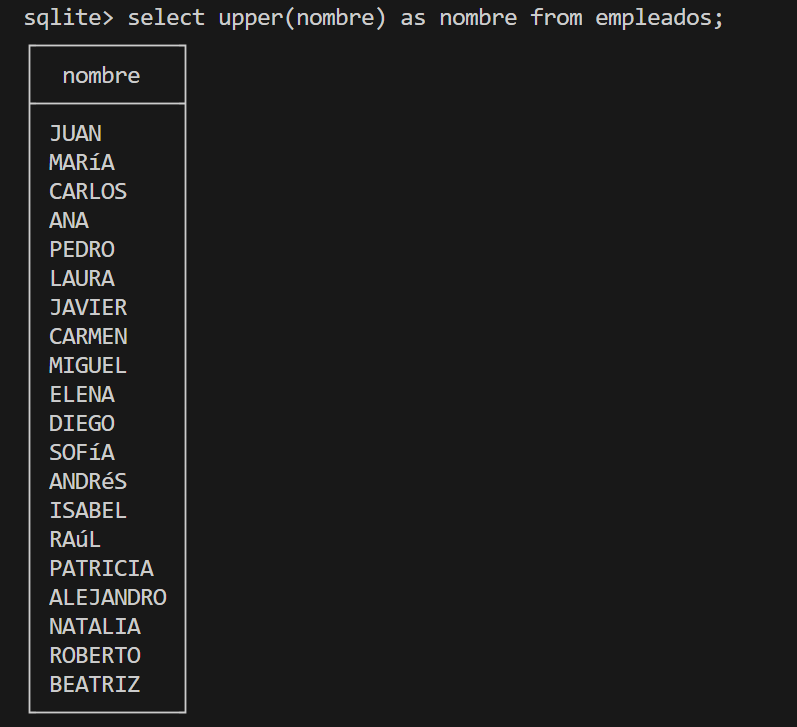 sqlite> select upper(nombre) as nombre from empleados;
nombre
JUAN
MARíA
CARLOS
ANA
PEDRO
LAURA
JAVIER
CARMEN
MIGUEL
ELENA
DIEGO
SOFíA
ANDRéS
ISABEL
RAúL
PATRICIA
ALEJANDRO
NATALIA
ROBERTO
BEATRIZ